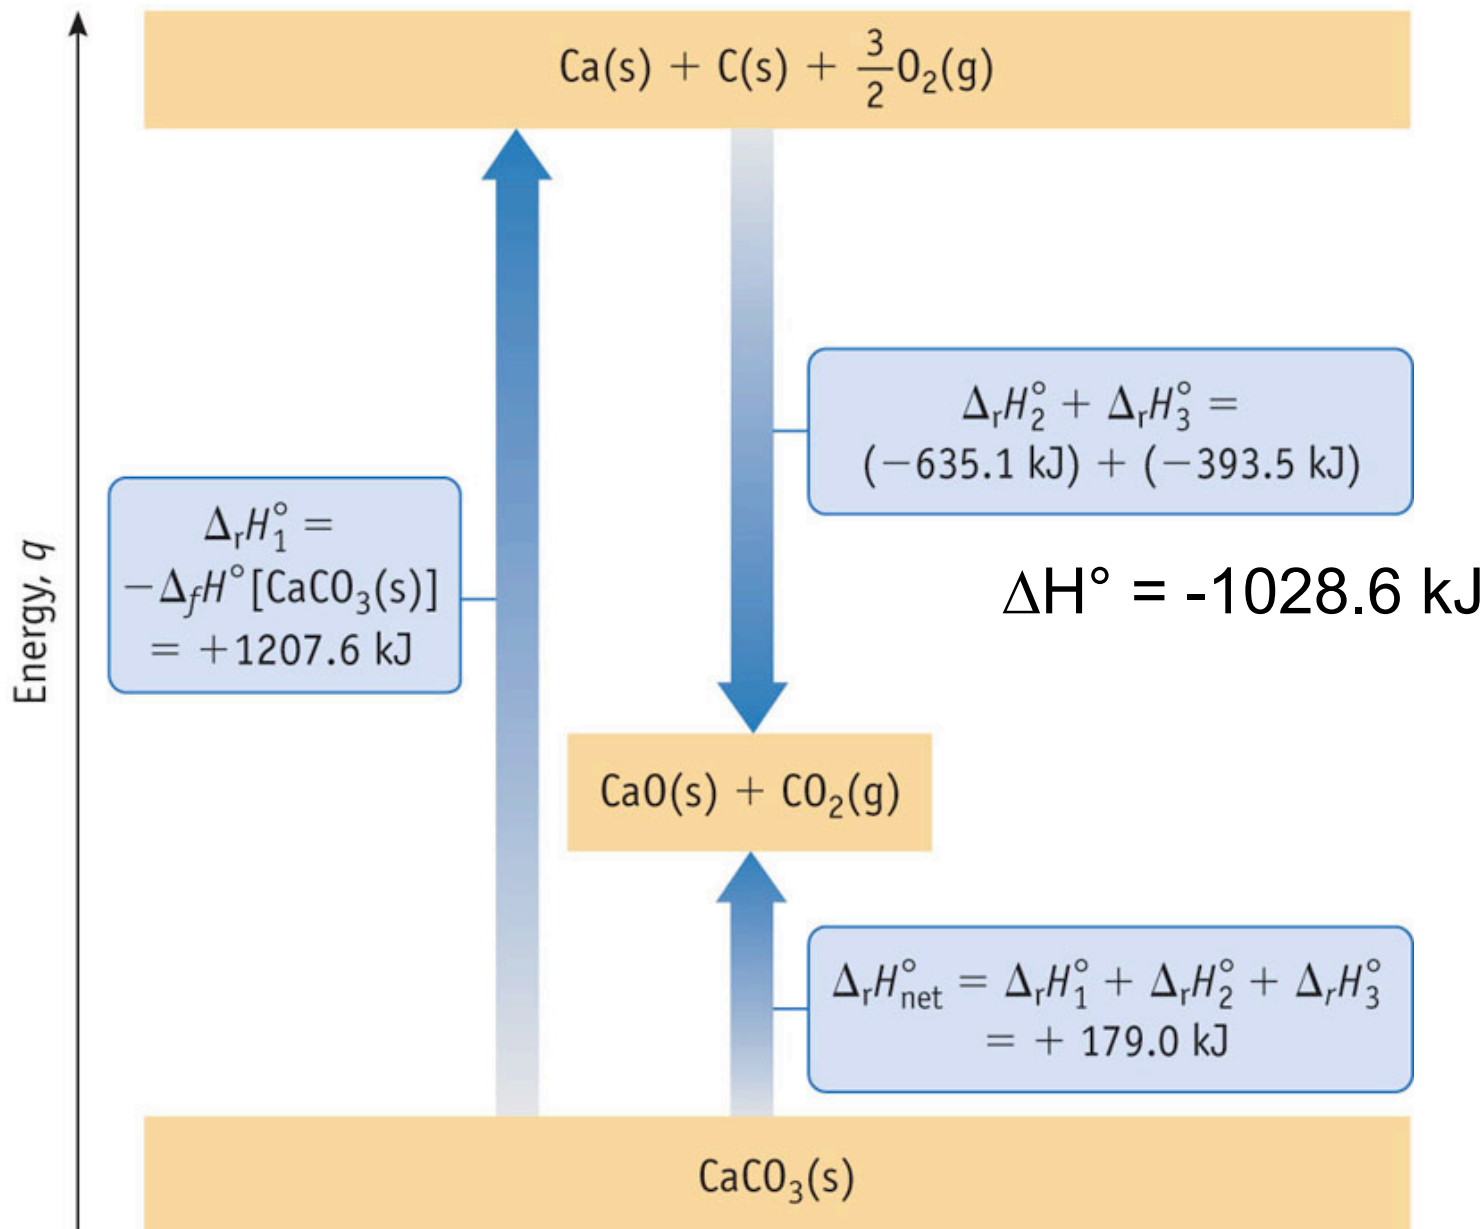 Ca(s) + C(s) + 3/2 O₂(g)
ΔᵣH°₂ + ΔᵣH°₃ =
(−635.1 kJ) + (−393.5 kJ)
ΔᵣH°₁ =
−Δ_fH° [CaCO₃(s)]
= +1207.6 kJ
ΔH° = -1028.6 kJ
Energy, q
CaO(s) + CO₂(g)
ΔᵣH°net = ΔᵣH°₁ + ΔᵣH°₂ + ΔᵣH°₃
= + 179.0 kJ
CaCO₃(s)